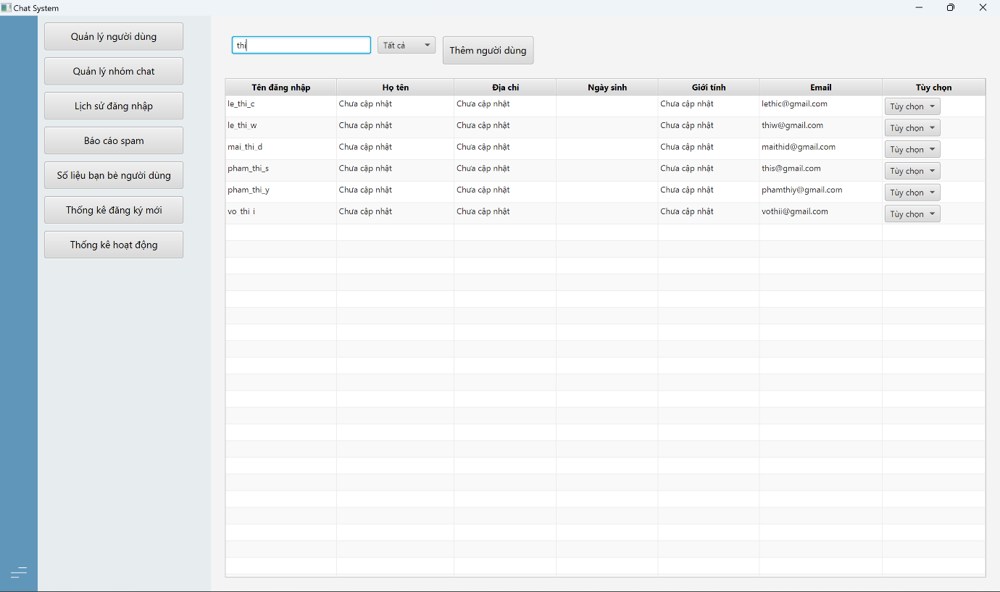 Chat System
Quản lý người dùng
Quản lý nhóm chat
Lịch sử đăng nhập
Báo cáo spam
Số liệu bạn bè người dùng
Thống kê đăng ký mới
Thống kê hoạt động
thi Tất cả Thêm người dùng
Tên đăng nhập Họ tên Địa chỉ Ngày sinh Giới tính Email Tùy chọn
le_thi_c Chưa cập nhật Chưa cập nhật Chưa cập nhật lethic@gmail.com Tùy chọn
le_thi_w Chưa cập nhật Chưa cập nhật Chưa cập nhật thiw@gmail.com Tùy chọn
mai_thi_d Chưa cập nhật Chưa cập nhật Chưa cập nhật maithid@gmail.com Tùy chọn
pham_thi_s Chưa cập nhật Chưa cập nhật Chưa cập nhật this@gmail.com Tùy chọn
pham_thi_y Chưa cập nhật Chưa cập nhật Chưa cập nhật phamthiy@gmail.com Tùy chọn
vo_thi_i Chưa cập nhật Chưa cập nhật Chưa cập nhật vothii@gmail.com Tùy chọn